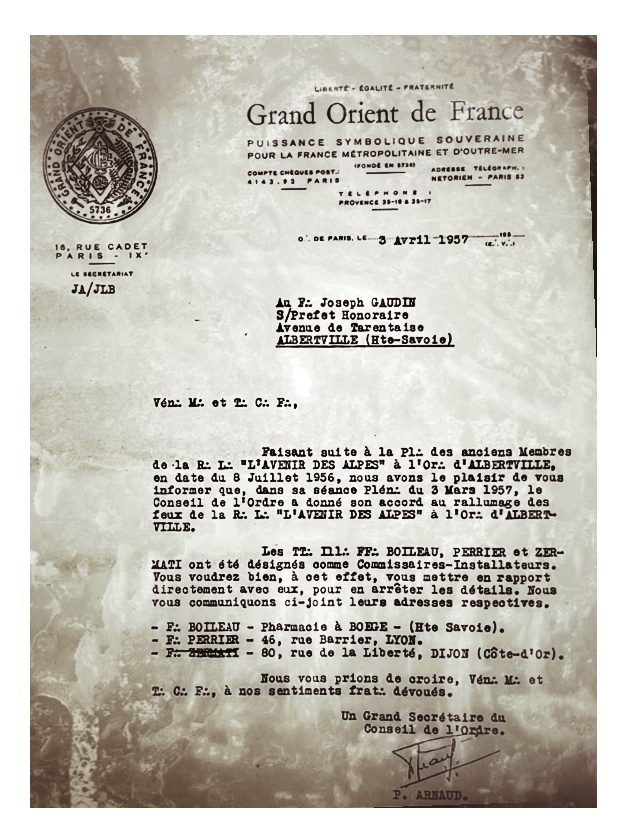 LIBERTÉ - ÉGALITÉ - FRATERNITÉ
Grand Orient de France
PUISSANCE SYMBOLIQUE SOUVERAINE
POUR LA FRANCE MÉTROPOLITAINE ET D'OUTRE-MER
(FONDÉ EN 5736)
COMPTE CHÈQUES POST.:
4143.92 PARIS
ADRESSE TÉLÉGRAPH.:
NETORIEN - PARIS 53
TÉLÉPHONE :
PROVENCE 35-16 & 35-17
GRAND ORIENT DE FRANCE
5736
16, RUE CADET
PARIS - IXe
LE SECRÉTARIAT
JA/JLB
O∴ DE PARIS, LE 3 Avril 1957 195
(E∴ V∴)
Au F∴ Joseph GAUDIN
S/Prefet Honoraire
Avenue de Tarentaise
ALBERTVILLE (Hte-Savoie)
Vén∴ M∴ et T∴ C∴ F∴,
Faisant suite à la Pl∴ des anciens Membres
de la R∴ L∴ "L'AVENIR DES ALPES" à l'Or∴ d'ALBERTVILLE,
en date du 8 Juillet 1956, nous avons le plaisir de vous
informer que, dans sa séance Plén∴ du 3 Mars 1957, le
Conseil de l'Ordre a donné son accord au rallumage des
feux de la R∴ L∴ "L'AVENIR DES ALPES" à l'Or∴ d'ALBERT-
VILLE.
Les TT∴ Ill∴ FF∴ BOILEAU, PERRIER et ZER-
MATI ont été désignés comme Commissaires-Installateurs.
Vous voudrez bien, à cet effet, vous mettre en rapport
directement avec eux, pour en arrêter les détails. Nous
vous communiquons ci-joint leurs adresses respectives.
- F∴ BOILEAU - Pharmacie à BOEGE - (Hte Savoie).
- F∴ PERRIER - 46, rue Barrier, LYON.
- F∴ ZERMATI - 80, rue de la Liberté, DIJON (Côte-d'Or).
Nous vous prions de croire, Vén∴ M∴ et
T∴ C∴ F∴, à nos sentiments frat∴ dévoués.
Un Grand Secrétaire du
Conseil de l'Ordre.
P. ARNAUD.